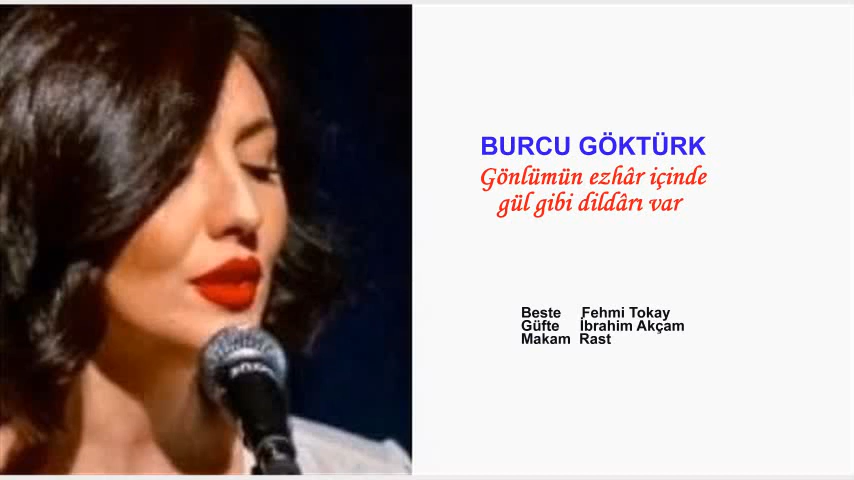 BURCU GÖKTÜRK
Gönlümün ezhâr içinde
gül gibi dildârı var
Beste Fehmi Tokay
Güfte İbrahim Akçam
Makam Rast